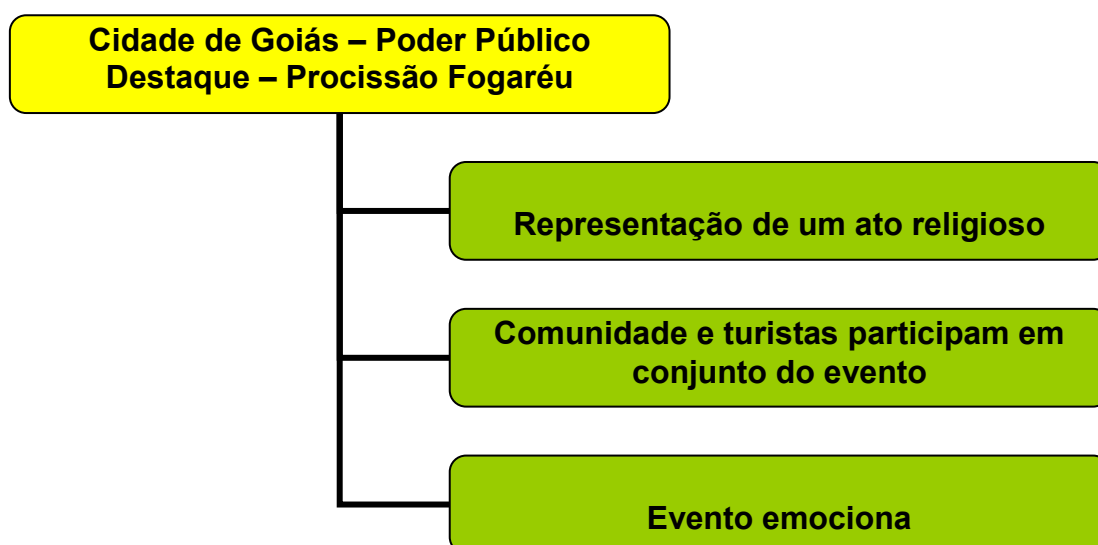 Cidade de Goiás – Poder Público
Destaque – Procissão Fogaréu
Representação de um ato religioso
Comunidade e turistas participam em
conjunto do evento
Evento emociona